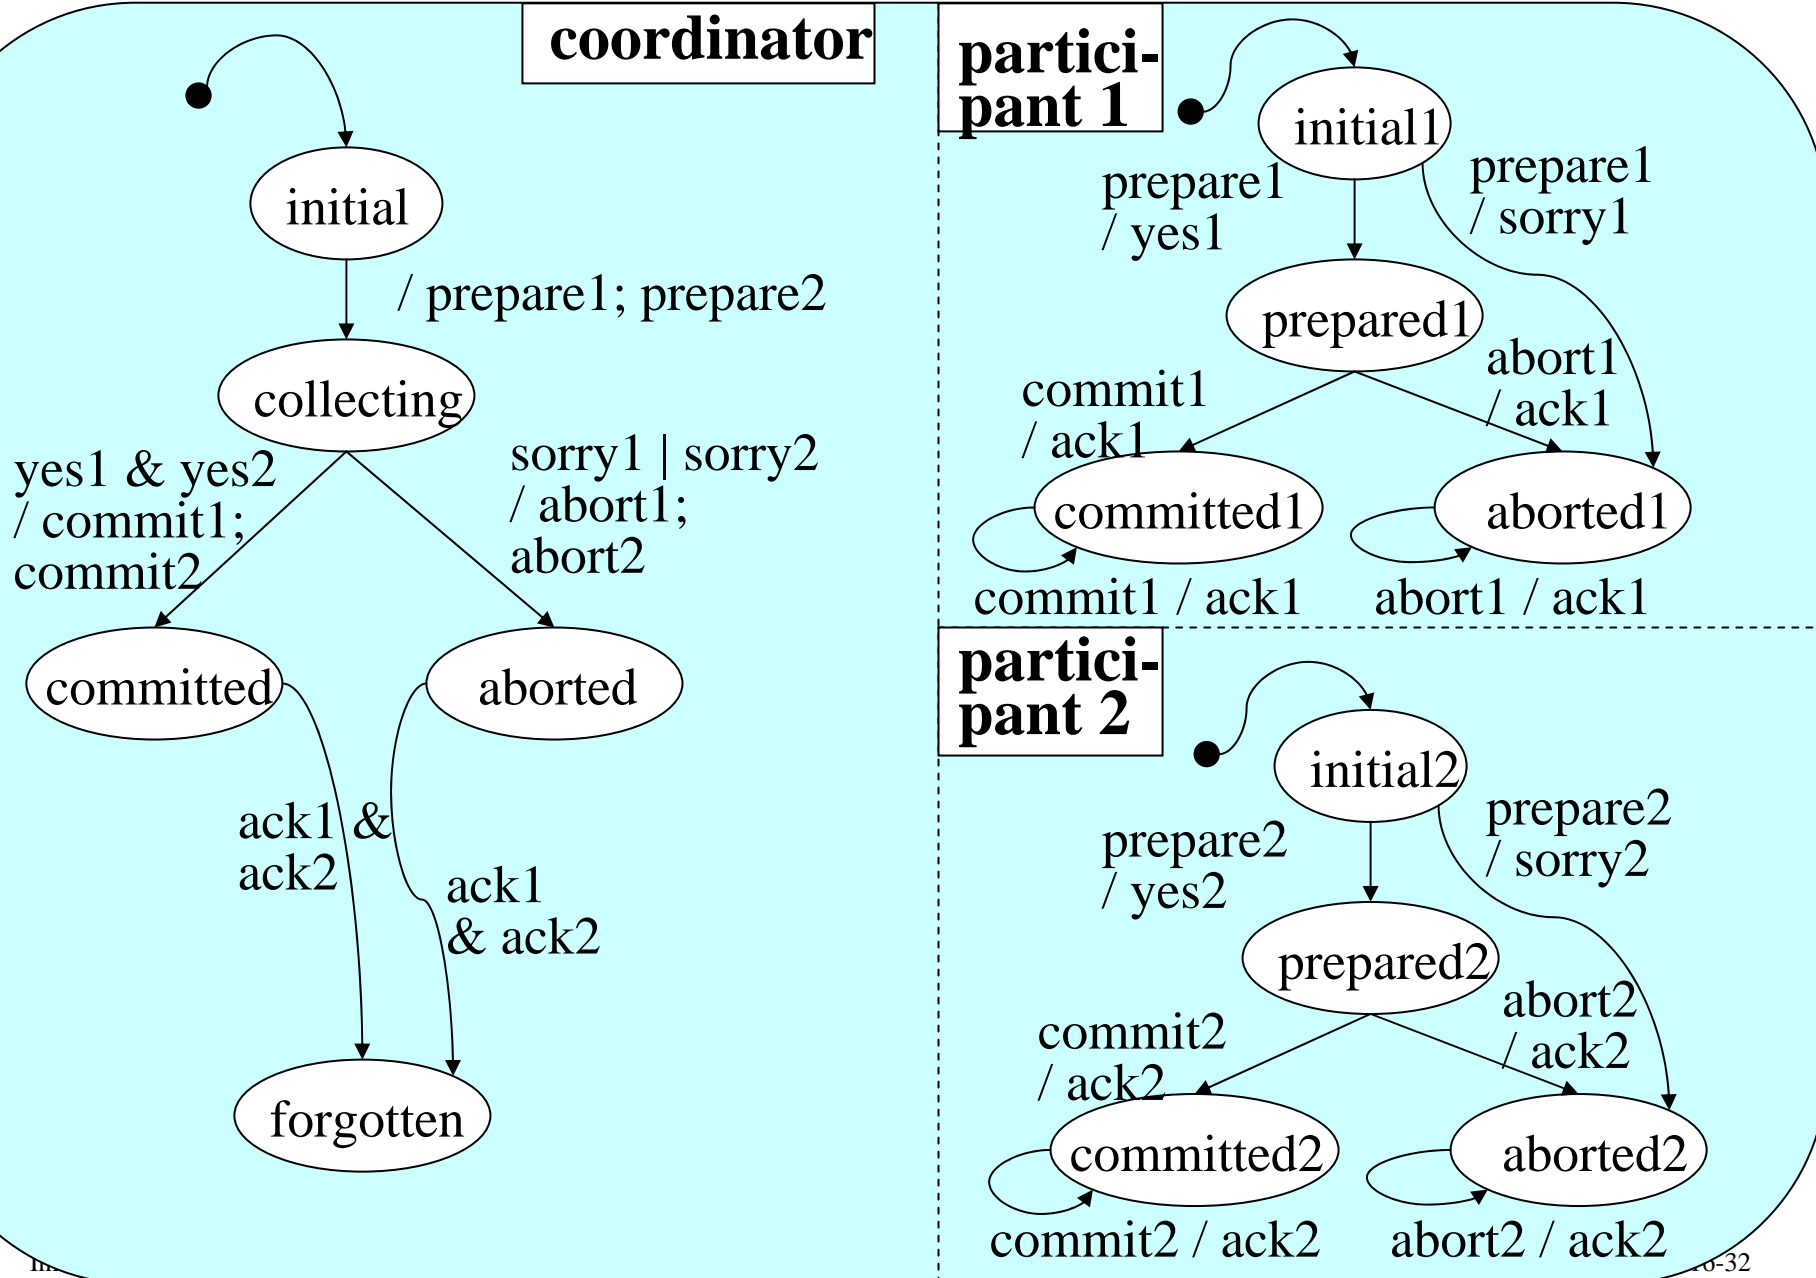 coordinator
initial
/ prepare1; prepare2
collecting
yes1 & yes2
/ commit1;
commit2
sorry1 | sorry2
/ abort1;
abort2
committed
aborted
ack1 &
ack2
ack1
& ack2
forgotten
partici-
pant 1
initial1
prepare1
/ yes1
prepare1
/ sorry1
prepared1
commit1
/ ack1
abort1
/ ack1
committed1
aborted1
commit1 / ack1
abort1 / ack1
partici-
pant 2
initial2
prepare2
/ yes2
prepare2
/ sorry2
prepared2
commit2
/ ack2
abort2
/ ack2
committed2
aborted2
commit2 / ack2
abort2 / ack2